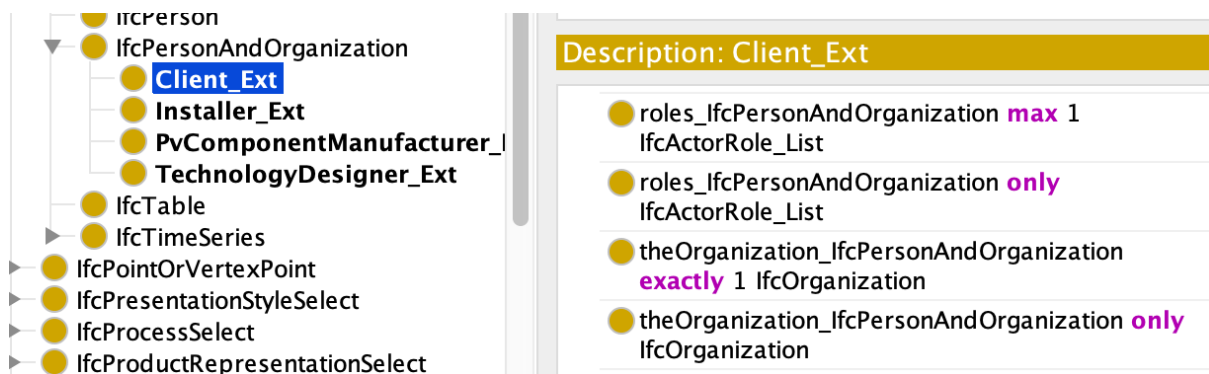 IfcPerson
IfcPersonAndOrganization
Client_Ext
Installer_Ext
PvComponentManufacturer_
TechnologyDesigner_Ext
IfcTable
IfcTimeSeries
IfcPointOrVertexPoint
IfcPresentationStyleSelect
IfcProcessSelect
IfcProductRepresentationSelect
Description: Client_Ext
roles_IfcPersonAndOrganization max 1
IfcActorRole_List
roles_IfcPersonAndOrganization only
IfcActorRole_List
theOrganization_IfcPersonAndOrganization
exactly 1 IfcOrganization
theOrganization_IfcPersonAndOrganization only
IfcOrganization